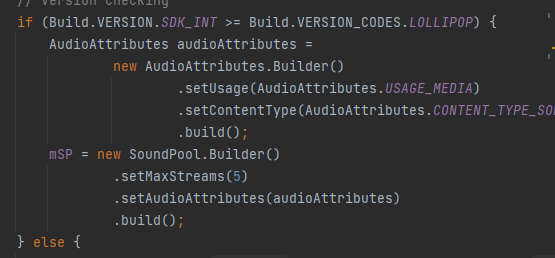 // Version checking
if (Build.VERSION.SDK_INT >= Build.VERSION_CODES.LOLLIPOP) {
AudioAttributes audioAttributes =
new AudioAttributes.Builder()
.setUsage(AudioAttributes.USAGE_MEDIA)
.setContentType(AudioAttributes.CONTENT_TYPE_SO
.build();
mSP = new SoundPool.Builder()
.setMaxStreams(5)
.setAudioAttributes(audioAttributes)
.build();
} else {